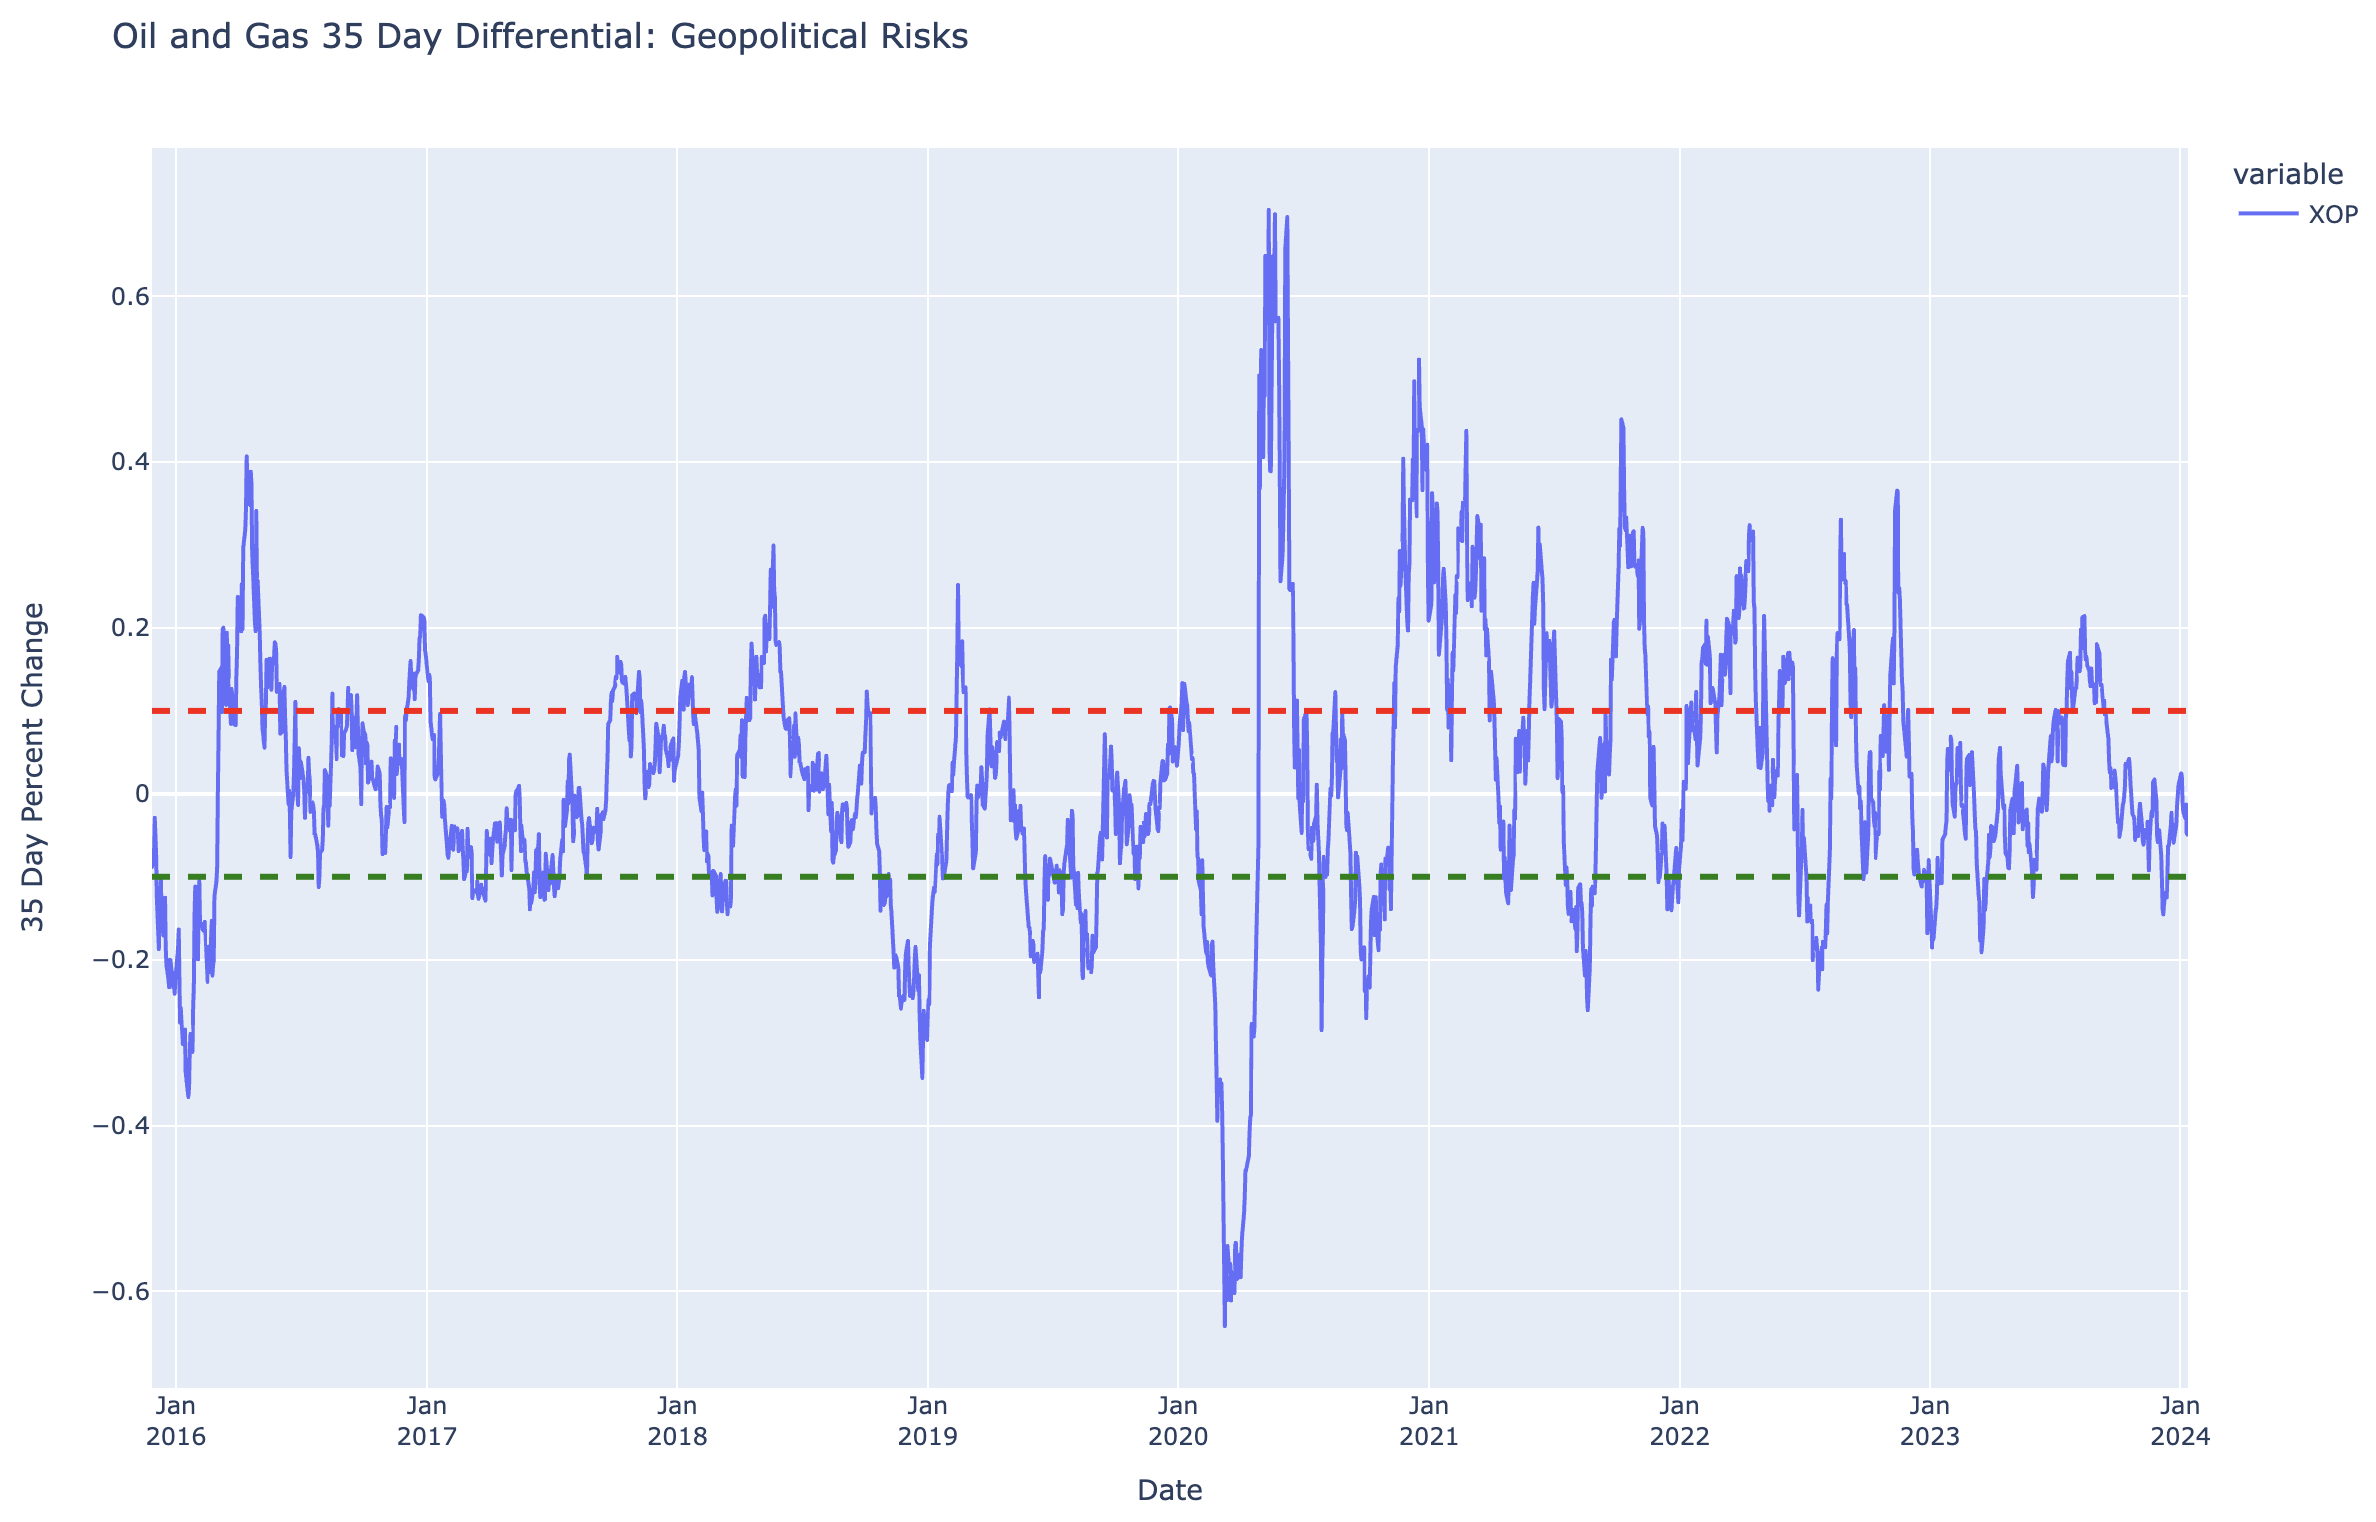 Oil and Gas 35 Day Differential: Geopolitical Risks
variable
XOP
35 Day Percent Change
0.6
0.4
0.2
0
−0.2
−0.4
−0.6
Jan Jan Jan Jan Jan Jan Jan Jan Jan
2016 2017 2018 2019 2020 2021 2022 2023 2024
Date